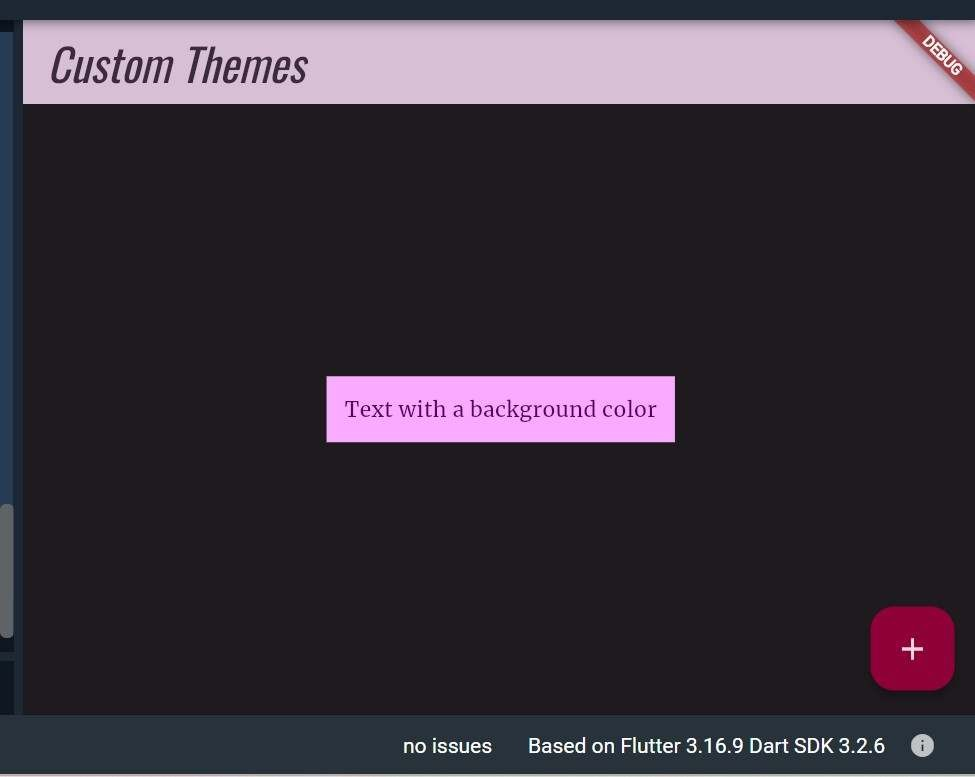 Custom Themes
DEBUG
Text with a background color
+
no issues
Based on Flutter 3.16.9 Dart SDK 3.2.6
i